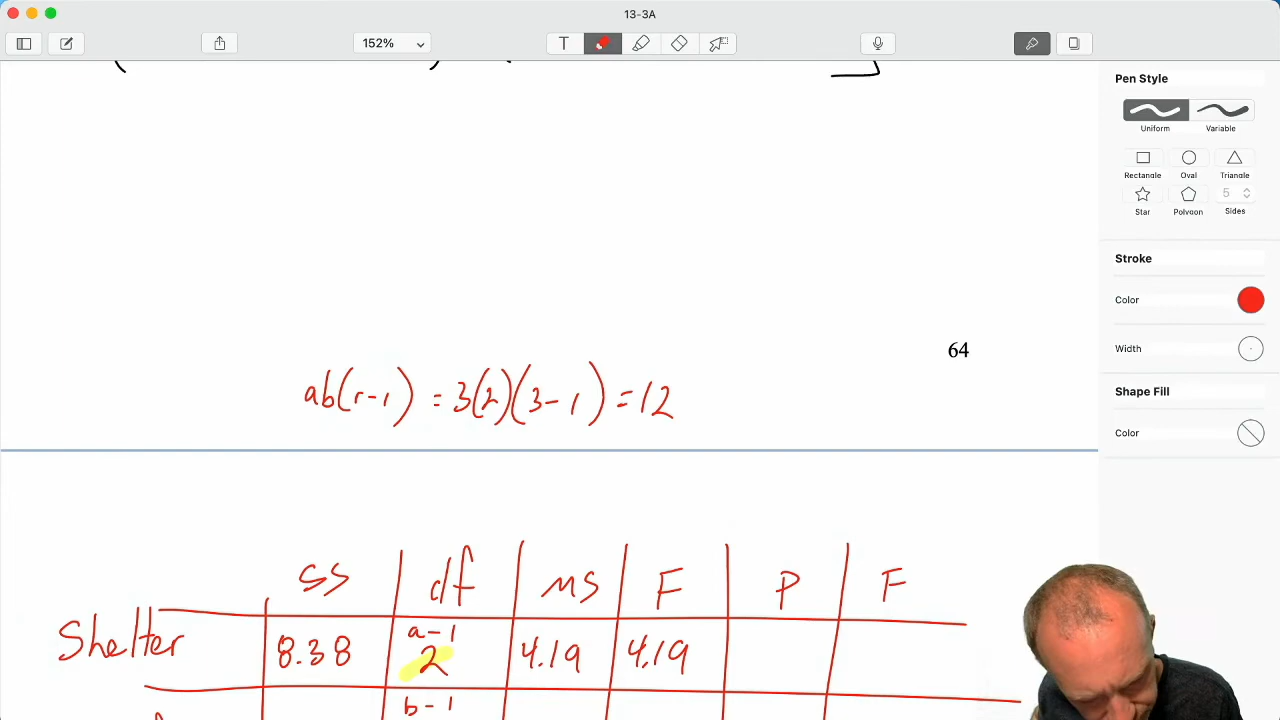 13-3A
152%
T
Pen Style
Uniform
Variable
Rectangle
Oval
Triangle
5
Star
Polygon
Sides
Stroke
Color
Width
Shape Fill
Color
64
ab(r-1) = 3(2)(3-1) = 12
SS df MS F P F
a-1
Shelter 8.38 2 4.19 4.19
b-1